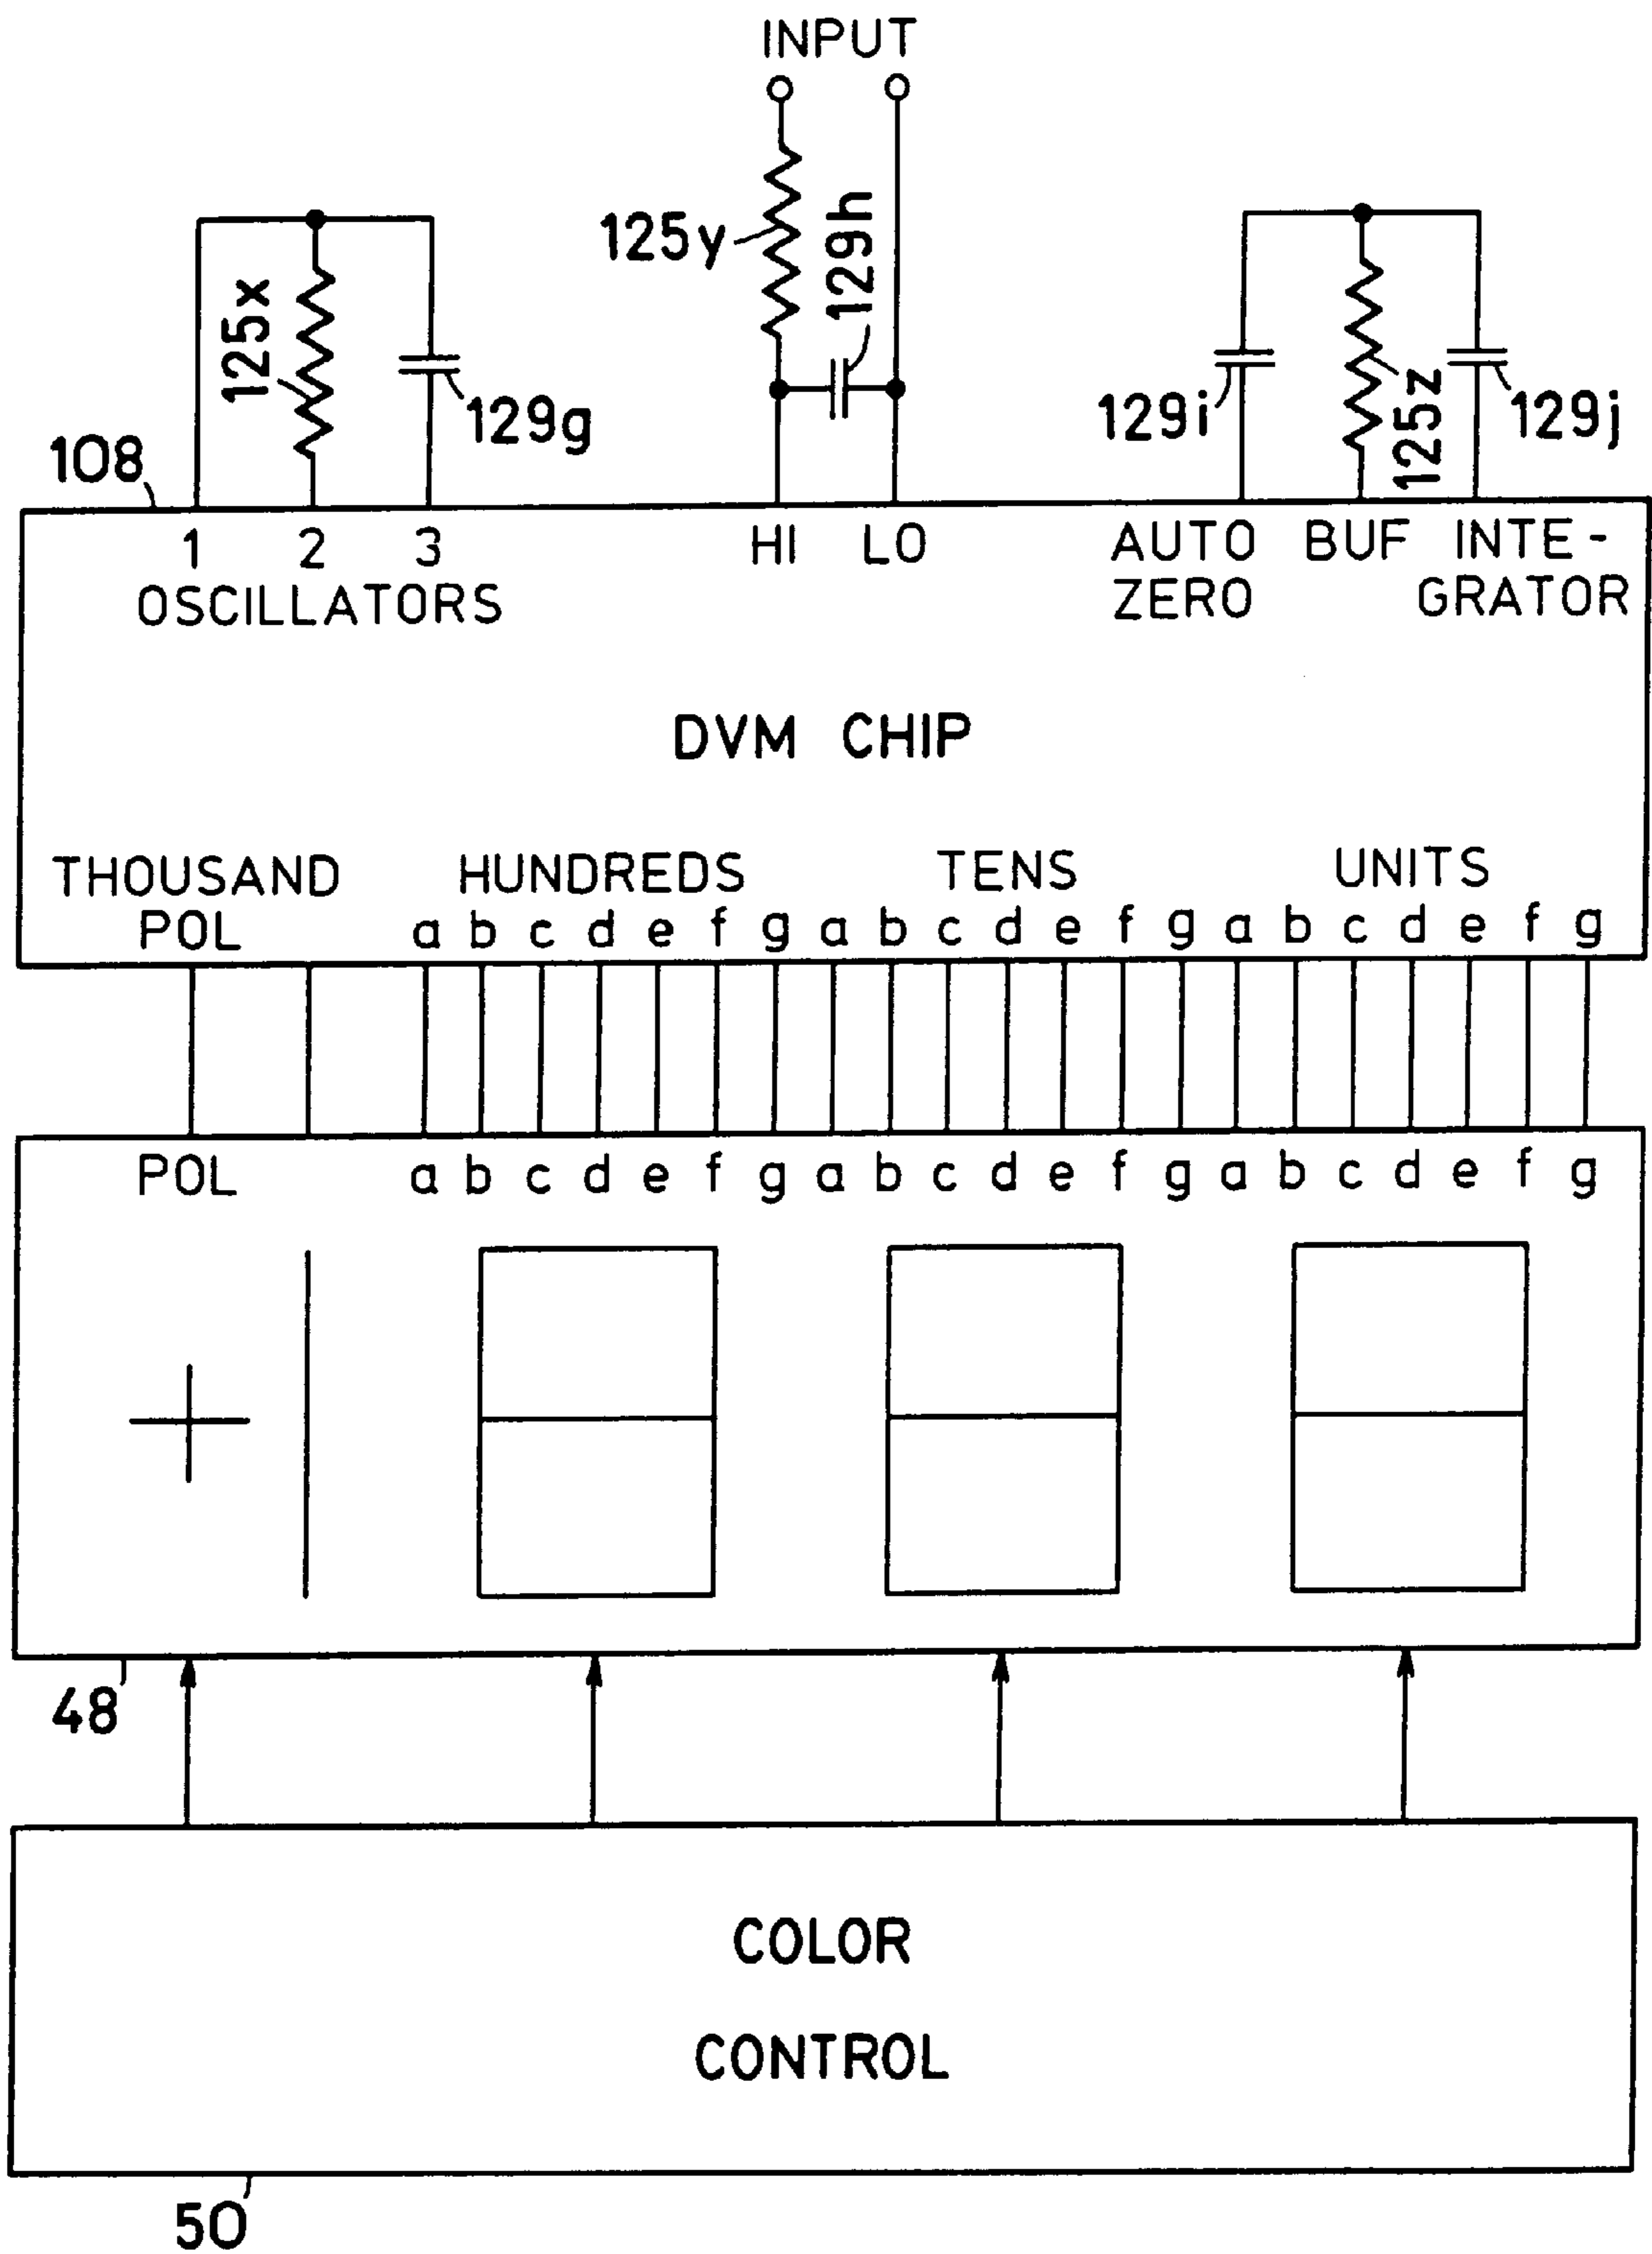 INPUT
125x
129g
125y
129h
129i
125z
129j
108
1 2 3
OSCILLATORS
HI LO
AUTO ZERO
BUF
INTE-
GRATOR
DVM CHIP
THOUSAND HUNDREDS TENS UNITS
POL a b c d e f g a b c d e f g a b c d e f g
POL a b c d e f g a b c d e f g a b c d e f g
48
COLOR
CONTROL
50